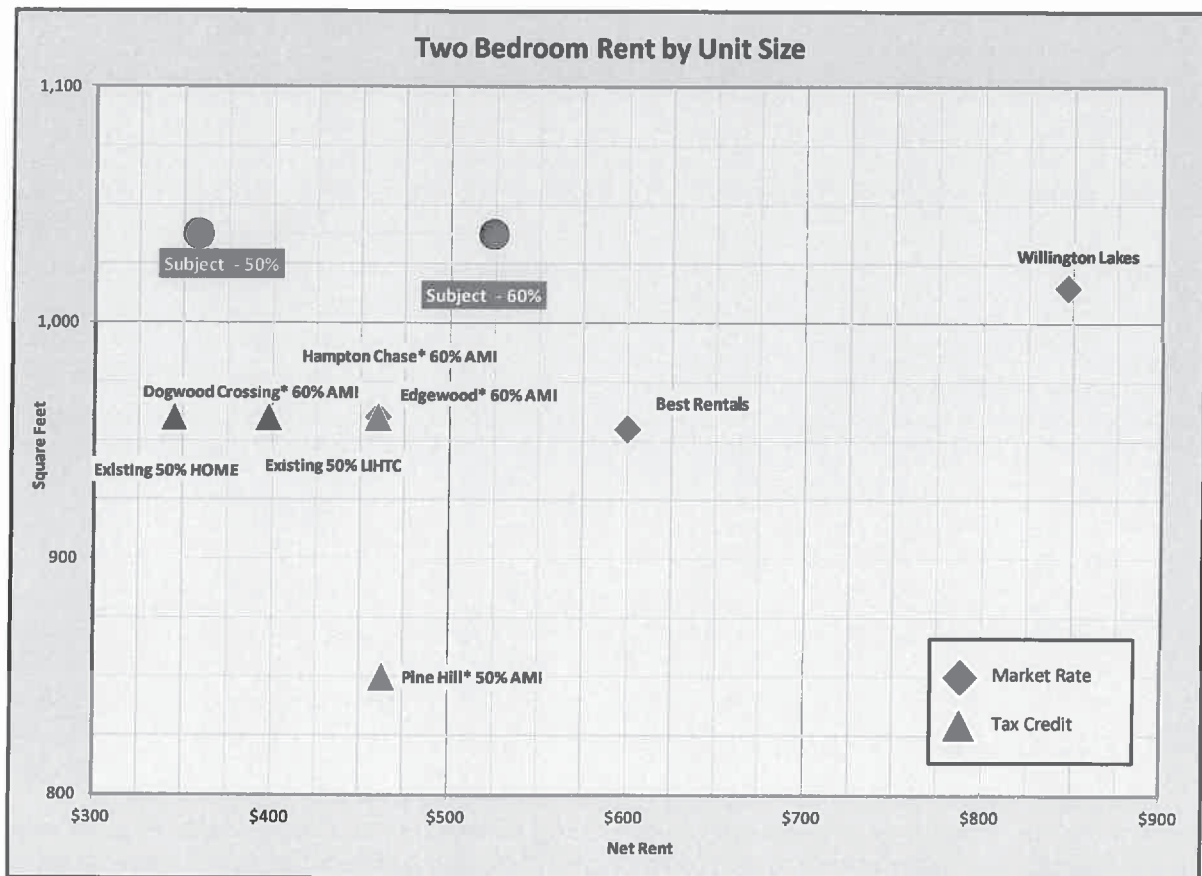 Two Bedroom Rent by Unit Size
1,100
Subject - 50%
Subject - 60%
Willington Lakes
1,000
Hampton Chase* 60% AMI
Dogwood Crossing* 60% AMI
Edgewood* 60% AMI
Best Rentals
Existing 50% HOME
Existing 50% LIHTC
Square Feet
900
Pine Hill* 50% AMI
Market Rate
Tax Credit
800
$300 $400 $500 $600 $700 $800 $900
Net Rent